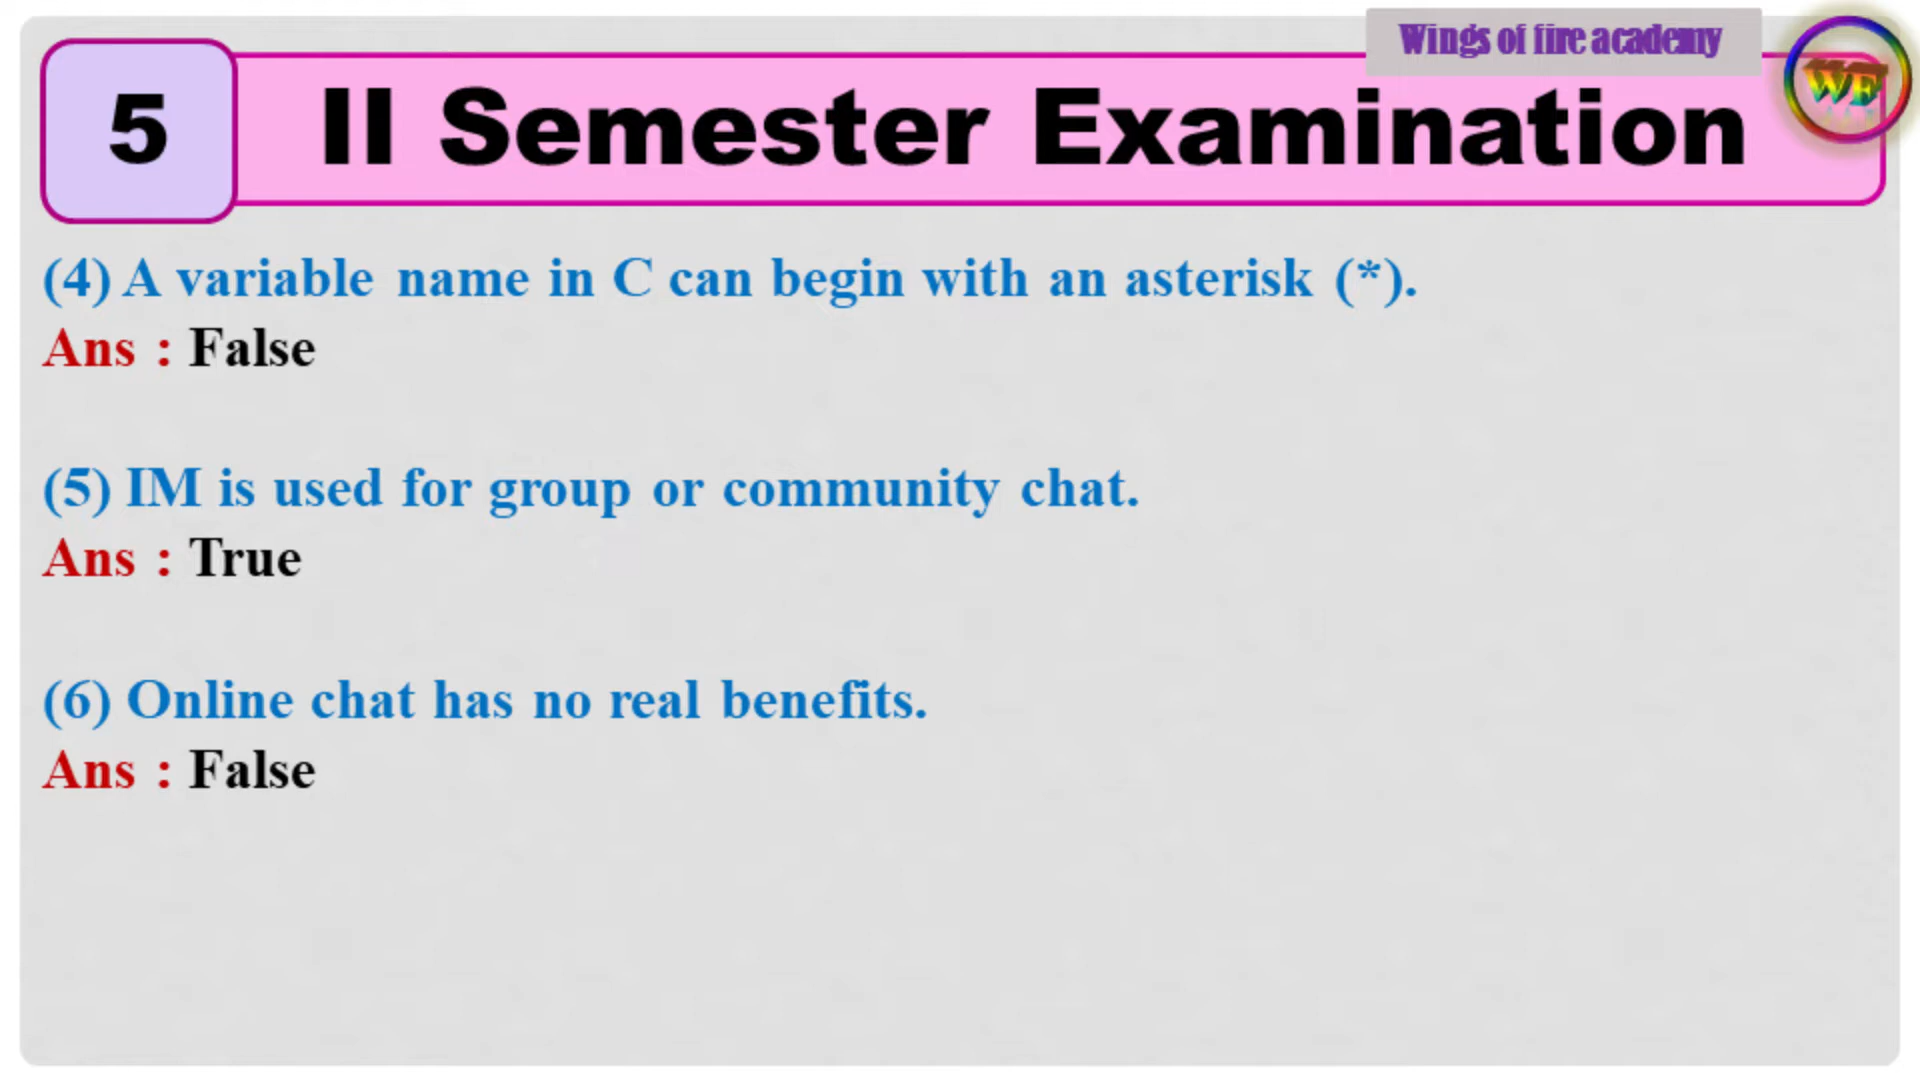 Wings of fire academy
WE
5
II Semester Examination
(4) A variable name in C can begin with an asterisk (*).
Ans : False
(5) IM is used for group or community chat.
Ans : True
(6) Online chat has no real benefits.
Ans : False